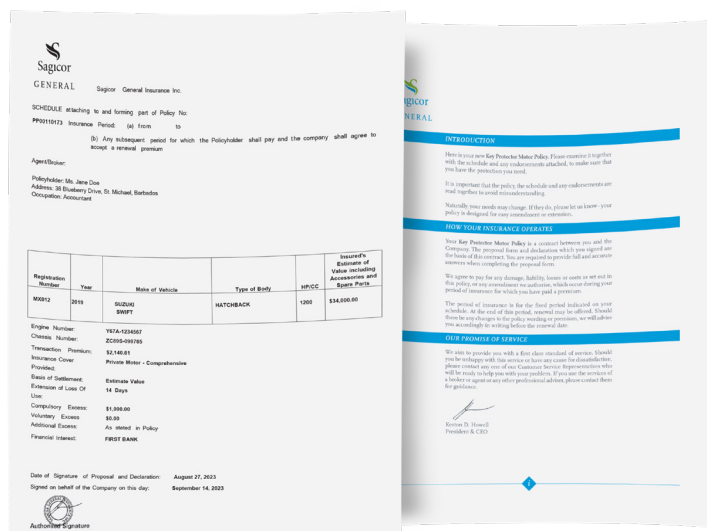 Sagicor
GENERAL
Sagicor General Insurance Inc.
SCHEDULE attaching to and forming part of Policy No:
PP00110173 Insurance Period: (a) from to
(b) Any subsequent period for which the Policyholder shall pay and the company shall agree to
accept a renewal premium
Agent/Broker:
Policyholder: Ms. Jane Doe
Address: 36 Blueberry Drive, St. Michael, Barbados
Occupation: Accountant
Registration Number Year Make of Vehicle Type of Body HP/CC Insured's Estimate of Value including Accessories and Spare Parts
MX012 2019 SUZUKI SWIFT HATCHBACK 1200 $34,000.00
Engine Number: Y87A-1234567
Chassis Number: ZC89S-098765
Transaction Premium: $2,140.61
Insurance Cover Provided: Private Motor - Comprehensive
Basis of Settlement: Estimate Value
Extension of Loss Of Use: 14 Days
Compulsory Excess: $1,000.00
Voluntary Excess $0.00
Additional Excess: As stated in Policy
Financial Interest: FIRST BANK
Date of Signature of Proposal and Declaration: August 27, 2023
Signed on behalf of the Company on this day: September 14, 2023
Authorized Signature
agicor
NERAL
INTRODUCTION
Here is your new Key Protector Motor Policy. Please examine it together
with the schedule and any endorsements attached, to make sure that
you have the protection you need.
It is important that the policy, the schedule and any endorsements are
read together to avoid misunderstanding.
Naturally, your needs may change. If they do, please let us know - your
policy is designed for easy amendment or extension.
HOW YOUR INSURANCE OPERATES
Your Key Protector Motor Policy is a contract between you and the
Company. The proposal form and declaration which you signed are
the basis of this contract. You are required to provide full and accurate
answers when completing the proposal form.
We agree to pay for any damage, liability, losses or costs as set out in
this policy, or any amendment we authorise, which occur during your
period of insurance for which you have paid a premium.
The period of insurance is for the fixed period indicated on your
schedule. At the end of this period, renewal may be offered. Should
there be any changes to the policy wording or premium, we will advise
you accordingly in writing before the renewal date.
OUR PROMISE OF SERVICE
We aim to provide you with a first class standard of service. Should
you be unhappy with this service or have any cause for dissatisfaction,
please contact any one of our Customer Service Representatives who
will be ready to help you with your problem. If you use the services of
a broker or agent or any other professional advisor, please contact them
for guidance.
Keston D. Howell
President & CEO
i